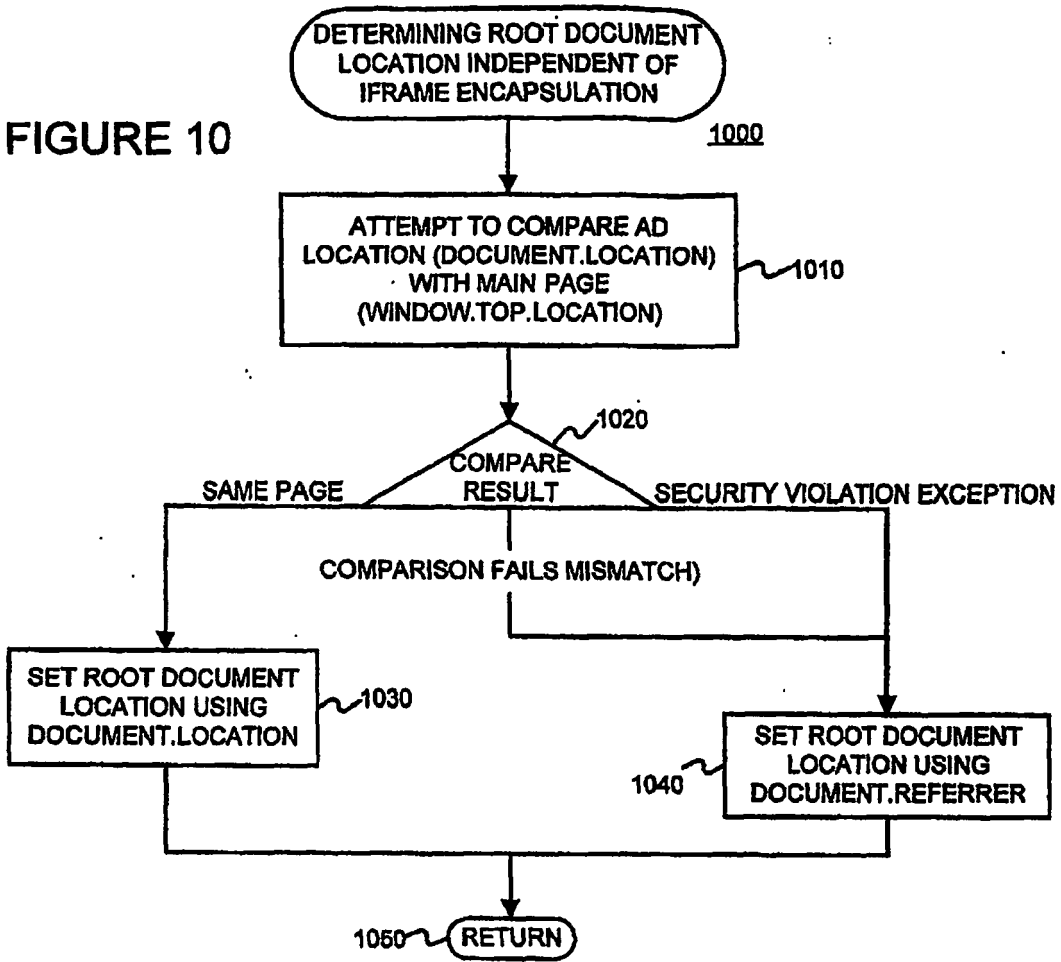 DETERMINING ROOT DOCUMENT
LOCATION INDEPENDENT OF
IFRAME ENCAPSULATION
FIGURE 10
1000
ATTEMPT TO COMPARE AD
LOCATION (DOCUMENT.LOCATION)
WITH MAIN PAGE
(WINDOW.TOP.LOCATION)
1010
1020
COMPARE
RESULT
SAME PAGE
SECURITY VIOLATION EXCEPTION
COMPARISON FAILS MISMATCH)
SET ROOT DOCUMENT
LOCATION USING
DOCUMENT.LOCATION
1030
SET ROOT DOCUMENT
LOCATION USING
DOCUMENT.REFERRER
1040
1050
RETURN